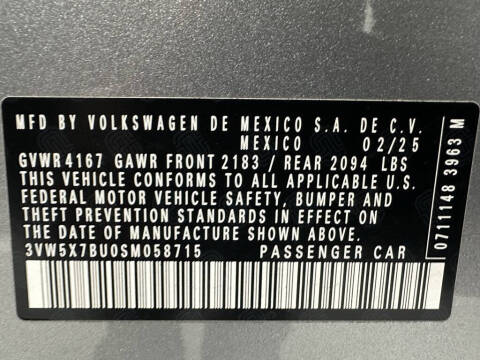 MFD BY VOLKSWAGEN DE MEXICO S.A. DE C.V.
MEXICO 02/25
GVWR 4167 GAWR FRONT 2183 / REAR 2094 LBS
THIS VEHICLE CONFORMS TO ALL APPLICABLE U.S.
FEDERAL MOTOR VEHICLE SAFETY, BUMPER AND
THEFT PREVENTION STANDARDS IN EFFECT ON
THE DATE OF MANUFACTURE SHOWN ABOVE.
3VW5X7BU0SM058715 PASSENGER CAR
07111148 3963 M